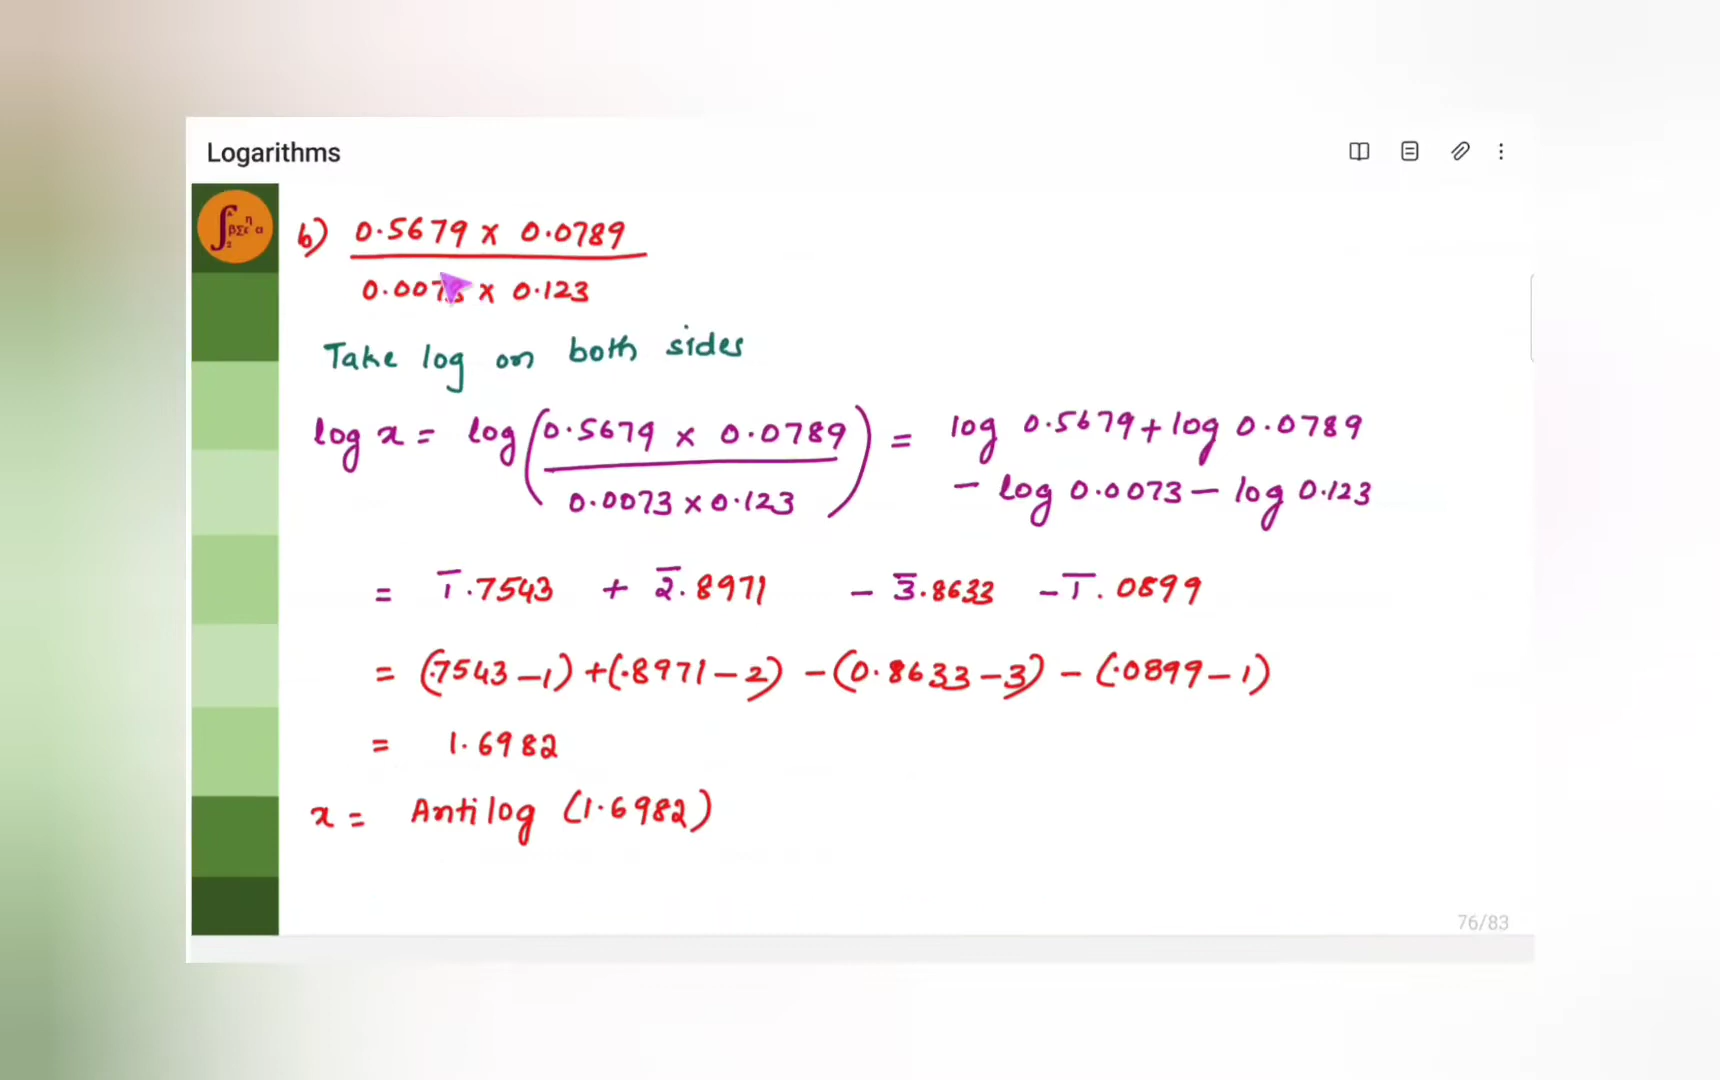 Logarithms
b) 0.5679 x 0.0789
0.0073 x 0.123
Take log on both sides
log x = log (0.5679 x 0.0789 / 0.0073 x 0.123) = log 0.5679 + log 0.0789
- log 0.0073 - log 0.123
= 1̅.7543 + 2̅.8971 - 3̅.8633 - 1̅.0899
= (.7543 - 1) + (.8971 - 2) - (0.8633 - 3) - (.0899 - 1)
= 1.6982
x = Antilog (1.6982)
76/83